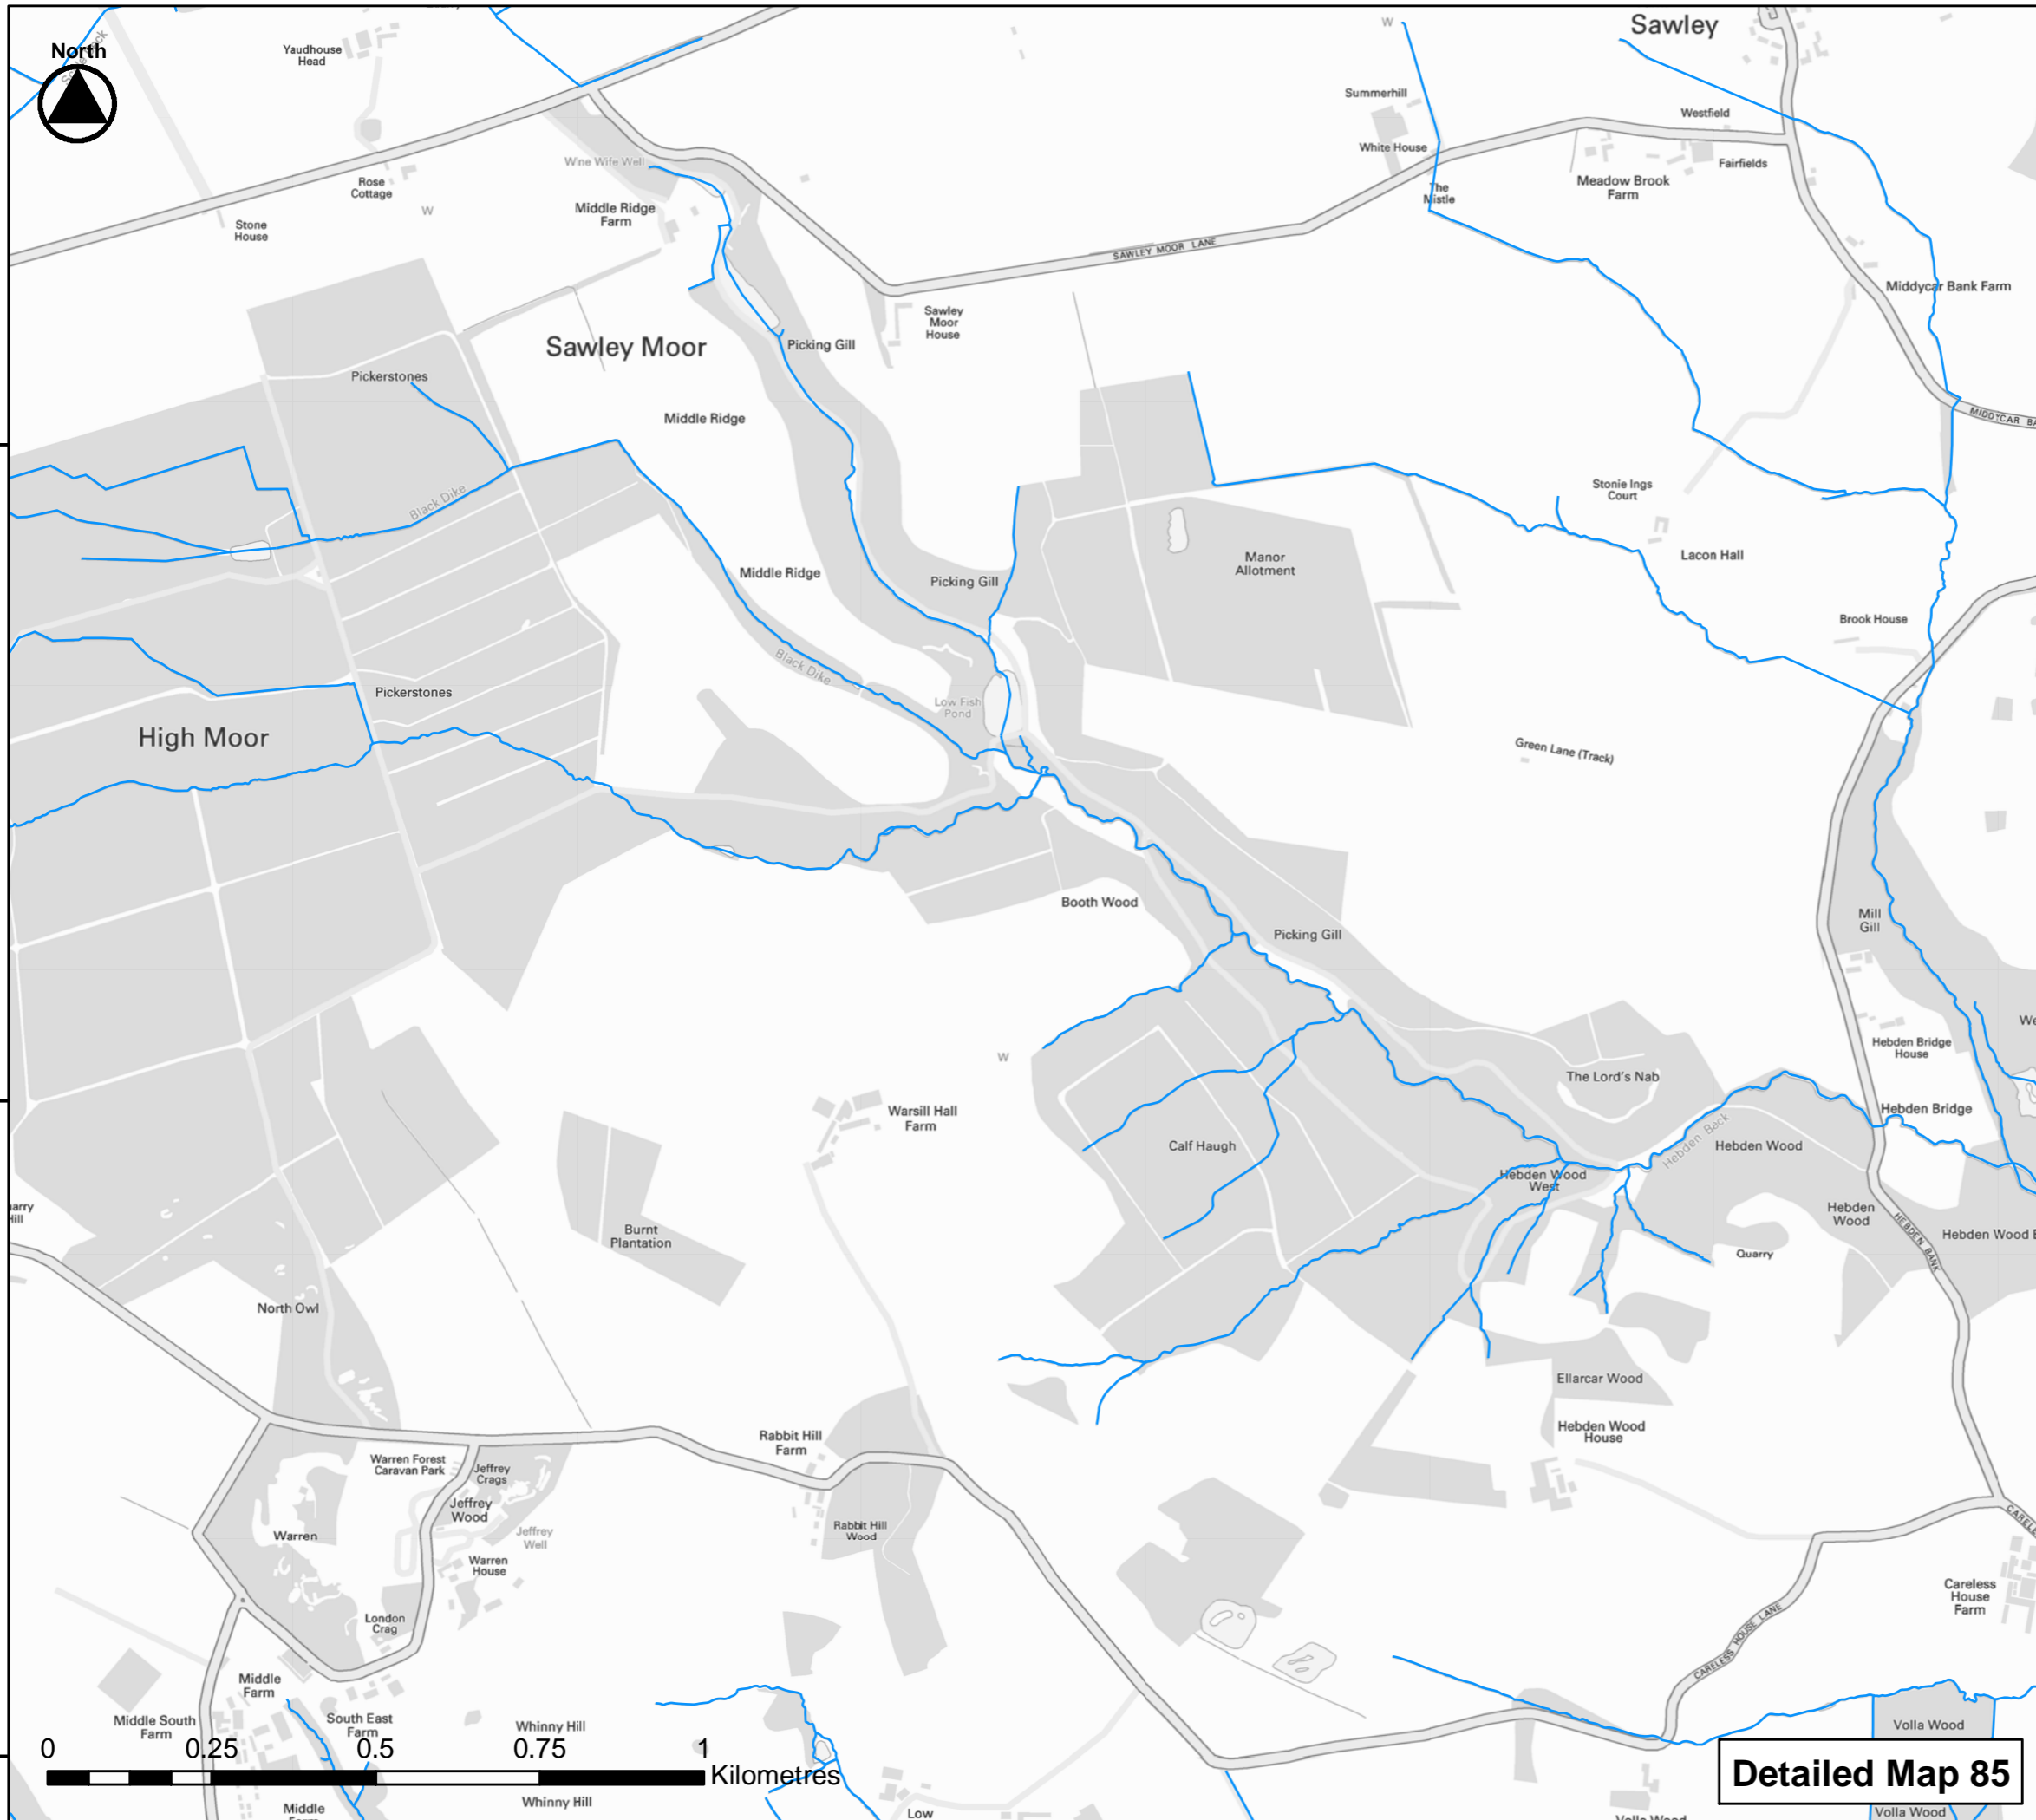 Sawley
North
Yaudhouse
Head
W
Summerhill
Westfield
White House
Wine Wife Well
Fairfields
Rose
Cottage
Meadow Brook
Farm
The
Mistle
W
Middle Ridge
Farm
Stone
House
SAWLEY MOOR LANE
Middycar Bank Farm
Sawley
Moor
House
Sawley Moor
Picking Gill
Pickerstones
Middle Ridge
MIDDYCAR BA
Black Dike
Stonie Ings
Court
Manor
Allotment
Lacon Hall
Middle Ridge
Picking Gill
Brook House
Black Dike
Pickerstones
Low Fish
Pond
High Moor
Green Lane (Track)
Booth Wood
Mill
Gill
Picking Gill
We
Hebden Bridge
House
W
The Lord's Nab
Warsill Hall
Farm
Hebden Bridge
Hebden Beck
Calf Haugh
Hebden Wood
Hebden Wood
West
arry
Hill
Hebden
Wood
HEBDEN BANK
Hebden Wood E
Burnt
Plantation
Quarry
North Owl
Ellarcar Wood
Hebden Wood
House
Rabbit Hill
Farm
Warren Forest
Caravan Park
Jeffrey
Crags
Jeffrey
Wood
CARELE
Rabbit Hill
Wood
Warren
Jeffrey
Well
Warren
House
Careless
House
Farm
London
Crag
CARELESS HOUSE LANE
Middle
Farm
Middle South
Farm
South East
Farm
Whinny Hill
Volla Wood
0 0.25 0.5 0.75 1
Kilometres
Detailed Map 85
Whinny Hill
Middle
Low
Volla Wood